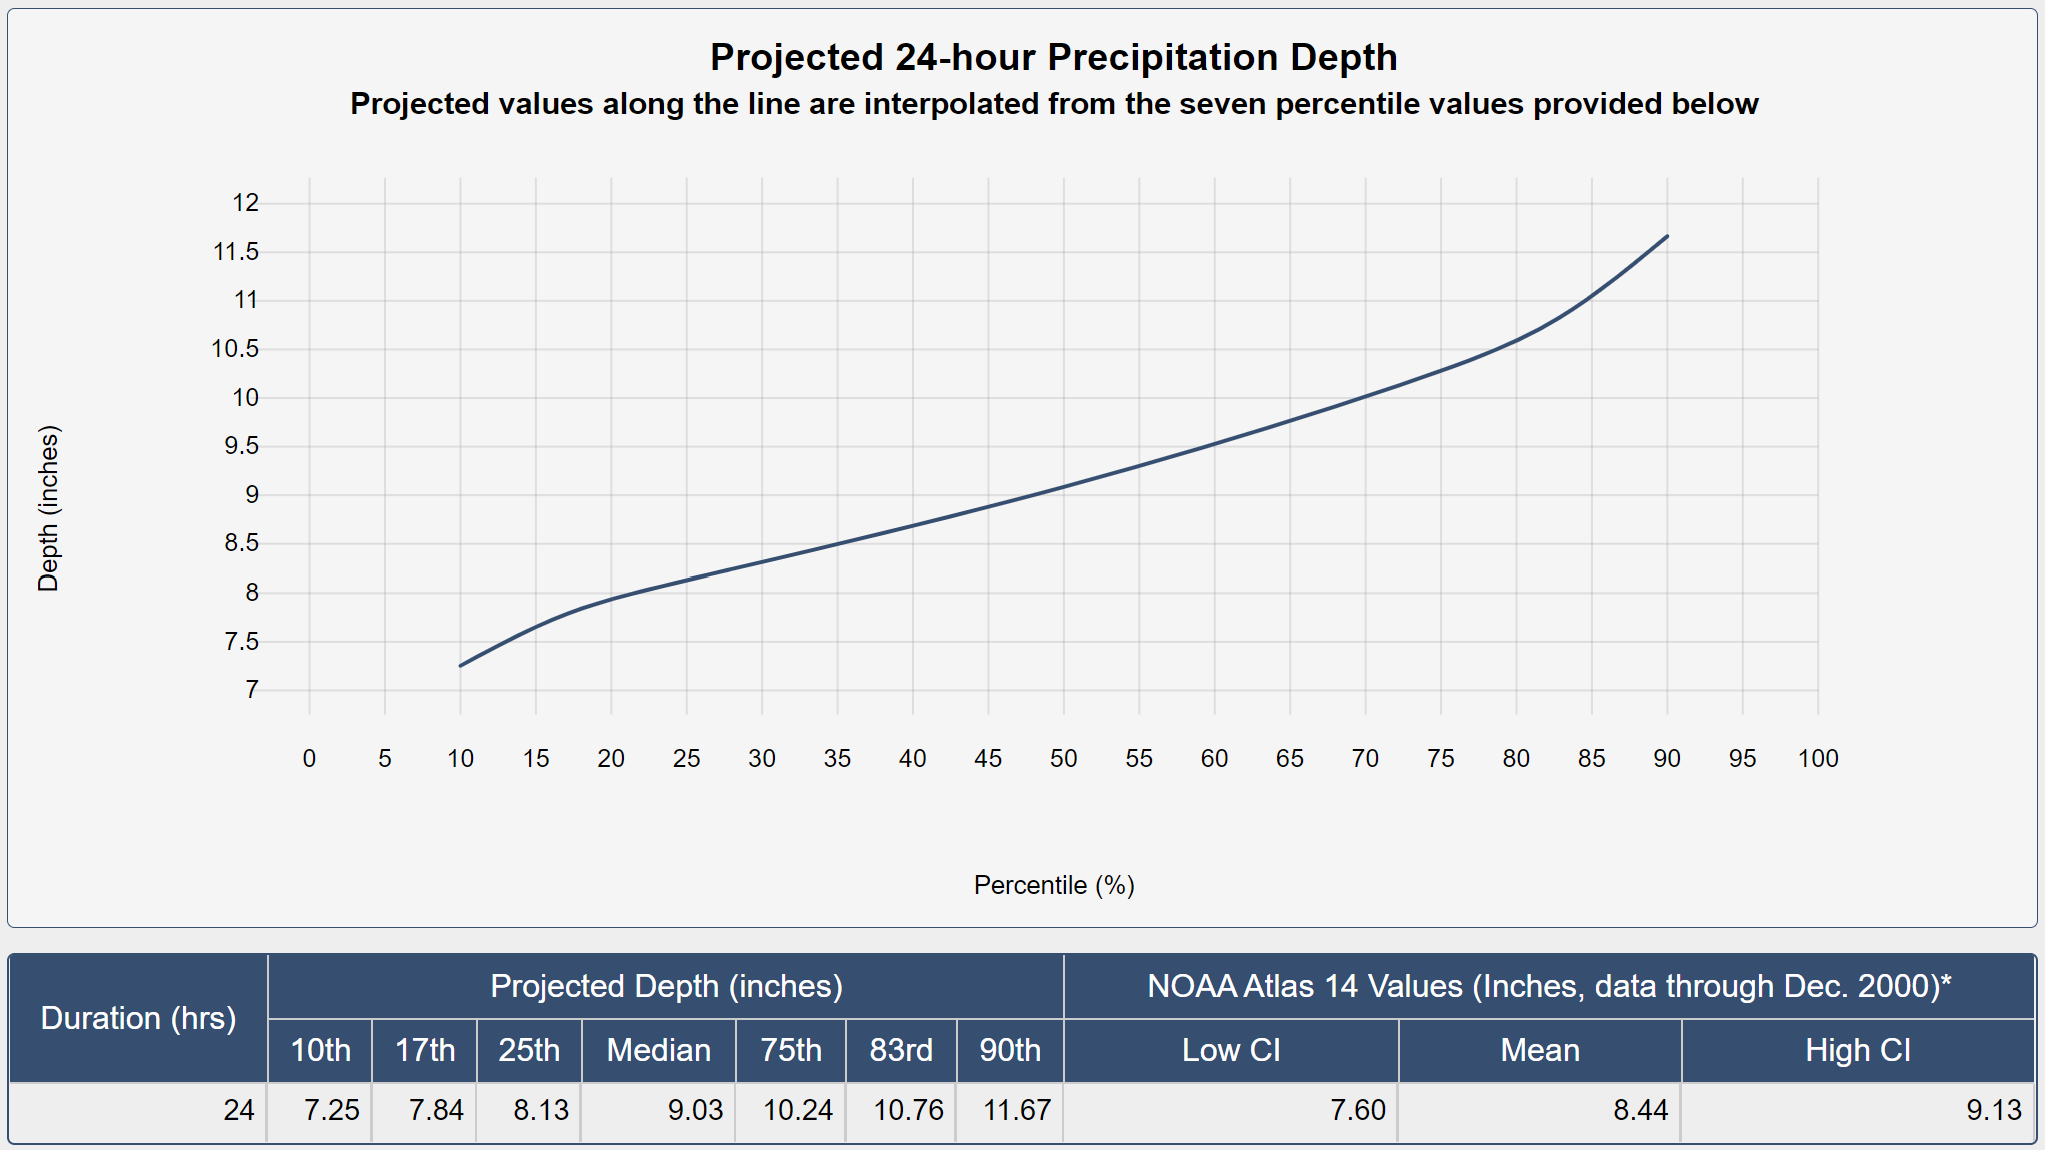 Projected 24-hour Precipitation Depth
Projected values along the line are interpolated from the seven percentile values provided below
12
11.5
11
10.5
10
9.5
9
8.5
8
7.5
7
Depth (inches)
0 5 10 15 20 25 30 35 40 45 50 55 60 65 70 75 80 85 90 95 100
Percentile (%)
Duration (hrs) Projected Depth (inches) NOAA Atlas 14 Values (Inches, data through Dec. 2000)*
10th 17th 25th Median 75th 83rd 90th Low CI Mean High CI
24 7.25 7.84 8.13 9.03 10.24 10.76 11.67 7.60 8.44 9.13